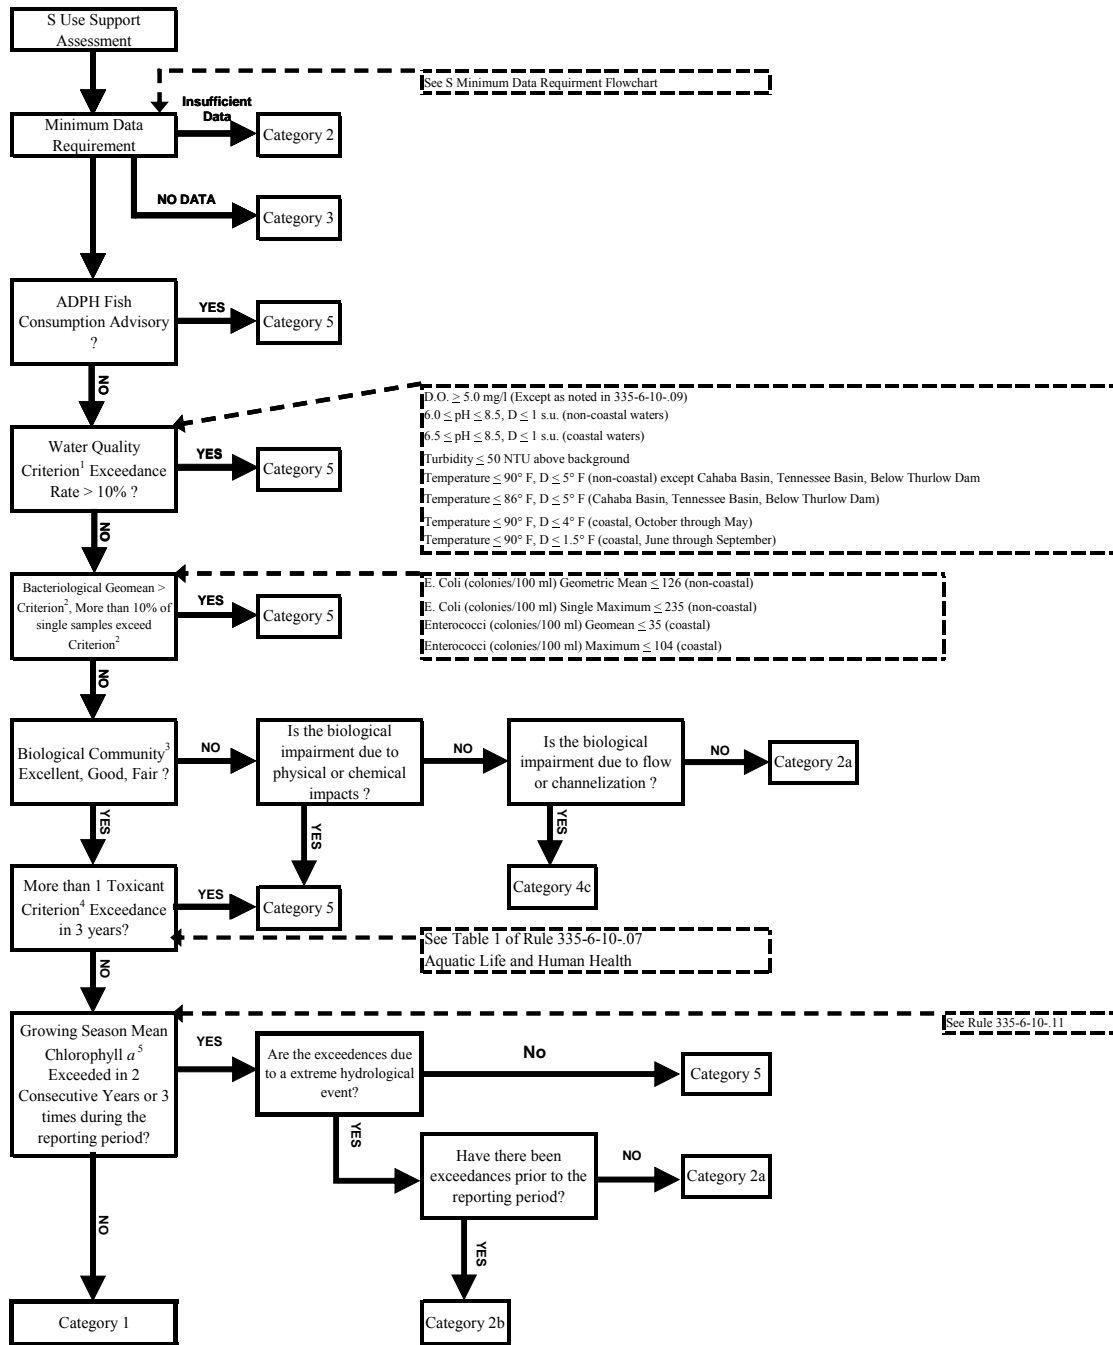 S Use Support
Assessment
See S Minimum Data Requirment Flowchart
Insufficient
Data
Minimum Data
Requirement
Category 2
NO DATA
Category 3
ADPH Fish
Consumption Advisory
?
YES
Category 5
NO
D.O. ≥ 5.0 mg/l (Except as noted in 335-6-10-.09)
6.0 ≤ pH ≤ 8.5, D ≤ 1 s.u. (non-coastal waters)
6.5 ≤ pH ≤ 8.5, D ≤ 1 s.u. (coastal waters)
Turbidity ≤ 50 NTU above background
Temperature ≤ 90° F, D ≤ 5° F (non-coastal) except Cahaba Basin, Tennessee Basin, Below Thurlow Dam
Temperature ≤ 86° F, D ≤ 5° F (Cahaba Basin, Tennessee Basin, Below Thurlow Dam)
Temperature ≤ 90° F, D ≤ 4° F (coastal, October through May)
Temperature ≤ 90° F, D ≤ 1.5° F (coastal, June through September)
Water Quality
Criterion¹ Exceedance
Rate > 10% ?
YES
Category 5
NO
Bacteriological Geomean >
Criterion², More than 10% of
single samples exceed
Criterion²
YES
Category 5
E. Coli (colonies/100 ml) Geometric Mean ≤ 126 (non-coastal)
E. Coli (colonies/100 ml) Single Maximum ≤ 235 (non-coastal)
Enterococci (colonies/100 ml) Geomean ≤ 35 (coastal)
Enterococci (colonies/100 ml) Maximum ≤ 104 (coastal)
NO
Biological Community³
Excellent, Good, Fair ?
NO
Is the biological
impairment due to
physical or chemical
impacts ?
NO
Is the biological
impairment due to flow
or channelization ?
NO
Category 2a
YES
YES
YES
More than 1 Toxicant
Criterion⁴ Exceedance
in 3 years?
YES
Category 5
Category 4c
See Table 1 of Rule 335-6-10-.07
Aquatic Life and Human Health
NO
See Rule 335-6-10-.11
Growing Season Mean
Chlorophyll a⁵
Exceeded in 2
Consecutive Years or 3
times during the
reporting period?
YES
Are the exceedences due
to a extreme hydrological
event?
No
Category 5
YES
Have there been
exceedances prior to the
reporting period?
NO
Category 2a
NO
YES
Category 1
Category 2b